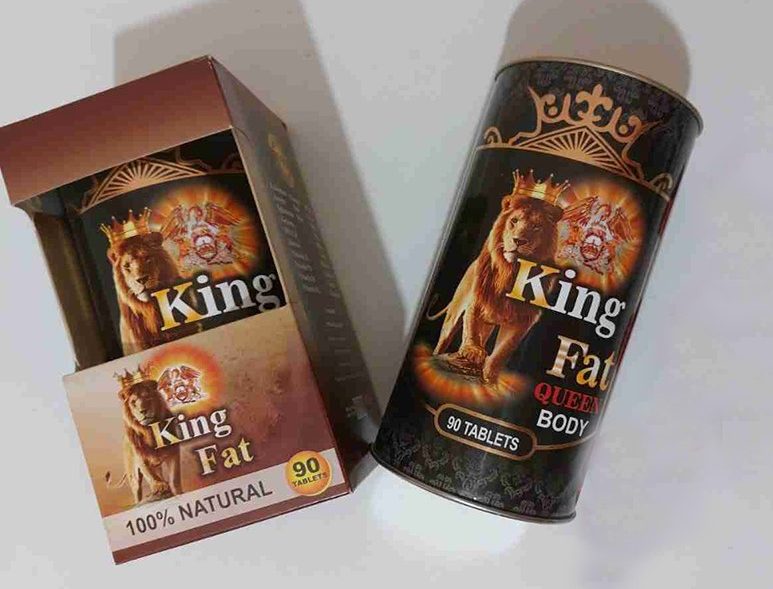 King
King
Fat
90
TABLETS
100% NATURAL
King
Fat
QUEEN
BODY
90 TABLETS